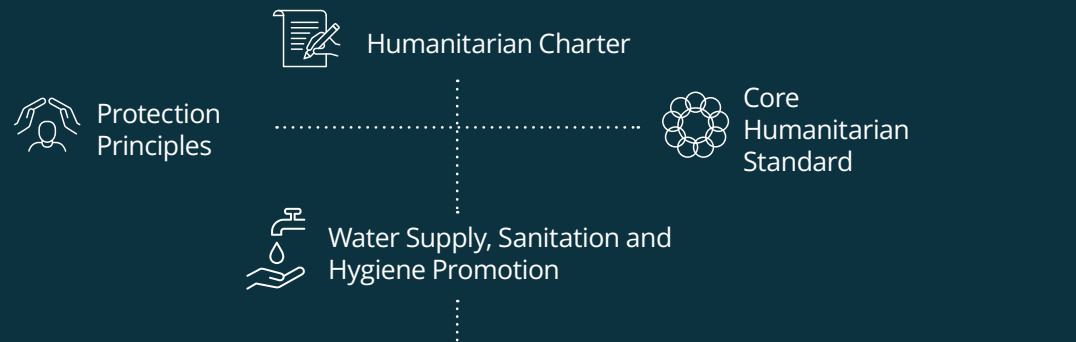 Humanitarian Charter
Protection
Principles
Core
Humanitarian
Standard
Water Supply, Sanitation and
Hygiene Promotion